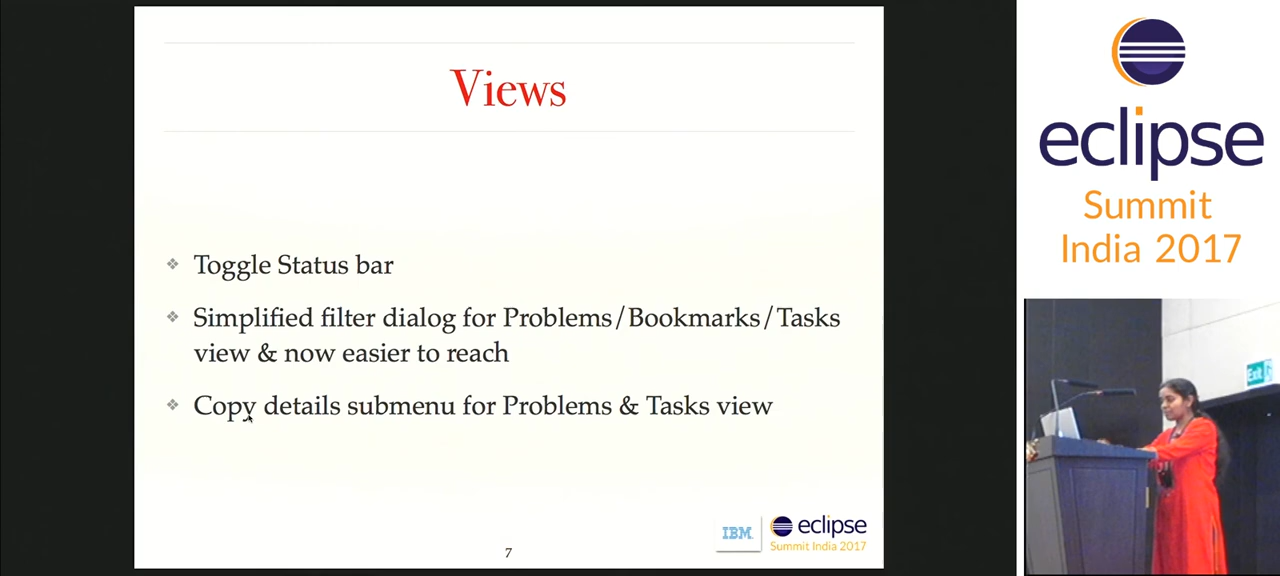 Views
Toggle Status bar
Simplified filter dialog for Problems/Bookmarks/Tasks
view & now easier to reach
Copy details submenu for Problems & Tasks view
IBM
eclipse
Summit India 2017
7
eclipse
Summit
India 2017
Exit